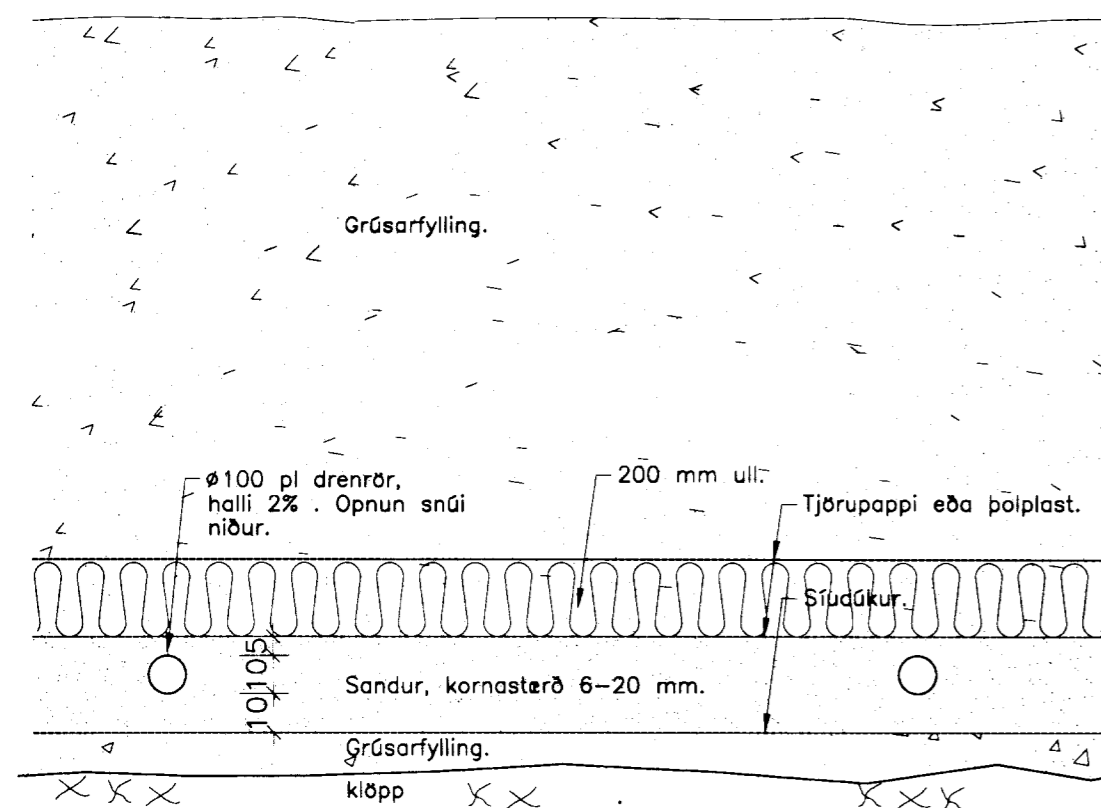 Grúsarfylling.
ø100 pl drenrör,
halli 2% . Opnun snúi
niður.
200 mm ull.
Tjörupappi eða þolplast.
Síudúkur.
10 10 5
Sandur, kornastærð 6-20 mm.
Grúsarfylling.
klöpp